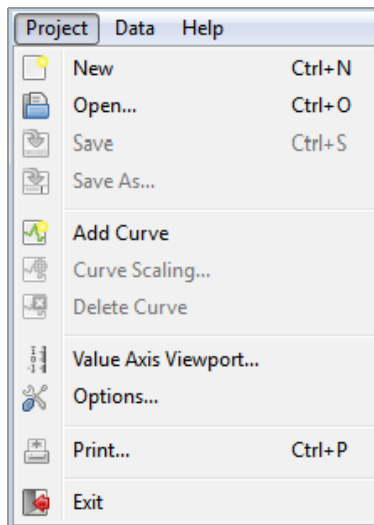 Project Data Help
New Ctrl+N
Open... Ctrl+O
Save Ctrl+S
Save As...
Add Curve
Curve Scaling...
Delete Curve
Value Axis Viewport...
Options...
Print... Ctrl+P
Exit